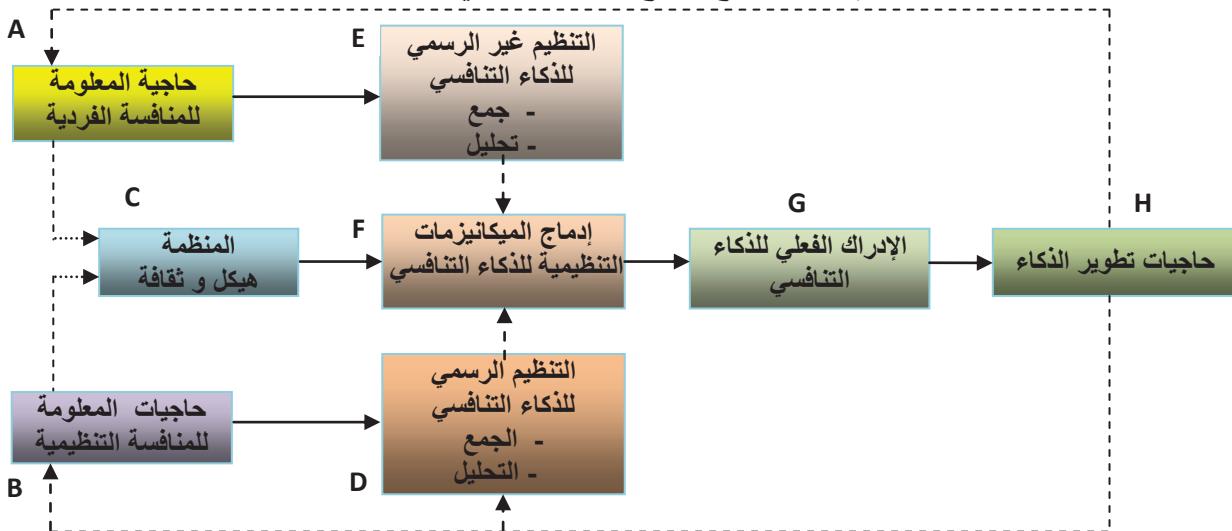 A
حاجية المعلومة
للمنافسة الفردية
E
التنظيم غير الرسمي
للذكاء التنافسي
- جمع
- تحليل
C
المنظمة
هيكل و ثقافة
F
إدماج الميكانيزمات
التنظيمية للذكاء التنافسي
G
الإدراك الفعلي للذكاء
التنافسي
H
حاجيات تطوير الذكاء
B
حاجيات المعلومة
للمنافسة التنظيمية
D
التنظيم الرسمي
للذكاء التنافسي
- الجمع
- التحليل